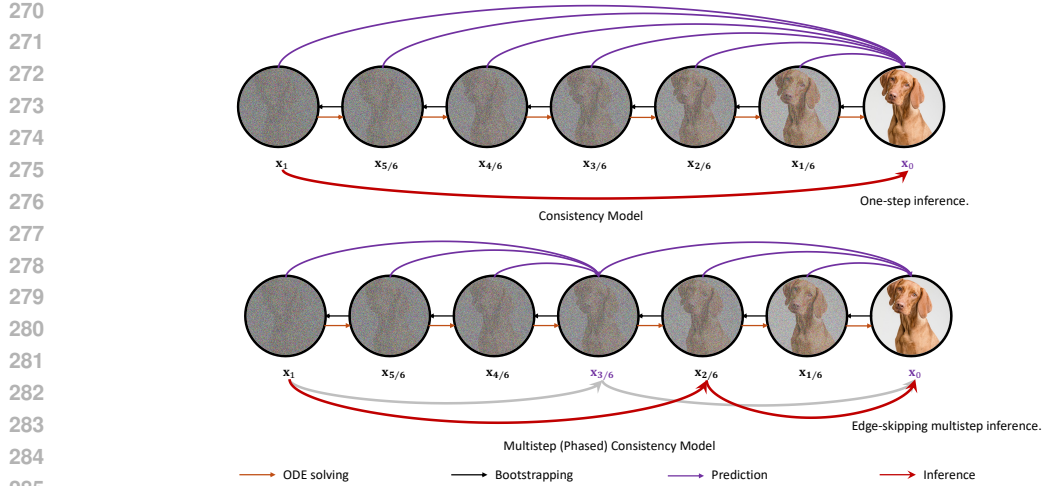 270
271
272
273
274
275
276
277
278
279
280
281
282
283
284
x₁ x₅/₆ x₄/₆ x₃/₆ x₂/₆ x₁/₆ x₀
One-step inference.
Consistency Model
x₁ x₅/₆ x₄/₆ x₃/₆ x₂/₆ x₁/₆ x₀
Edge-skipping multistep inference.
Multistep (Phased) Consistency Model
ODE solving Bootstrapping Prediction Inference